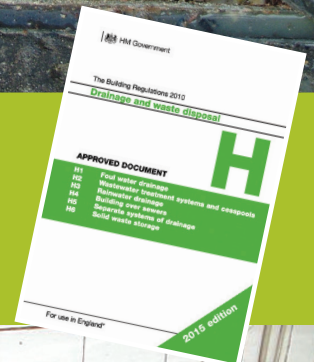 HM Government
The Building Regulations 2010
Drainage and waste disposal
H
APPROVED DOCUMENT
H1 Foul water drainage
H2 Wastewater treatment systems and cesspools
H3 Rainwater drainage
H4 Building over sewers
H5 Separate systems of drainage
H6 Solid waste storage
For use in England*
2015 edition